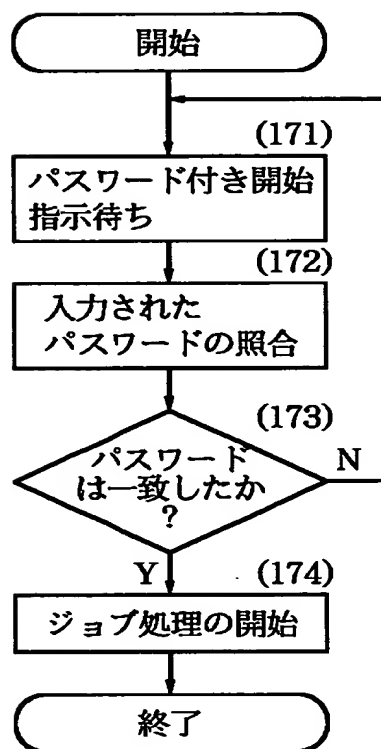 開始
(171)
パスワード付き開始
指示待ち
(172)
入力された
パスワードの照合
(173)
パスワード
は一致したか
?
N
Y
(174)
ジョブ処理の開始
終了